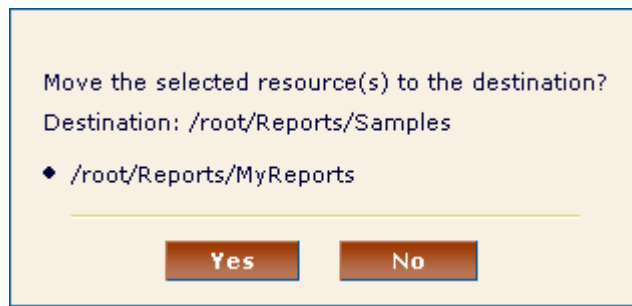 Move the selected resource(s) to the destination?
Destination: /root/Reports/Samples
◆ /root/Reports/MyReports
Yes No